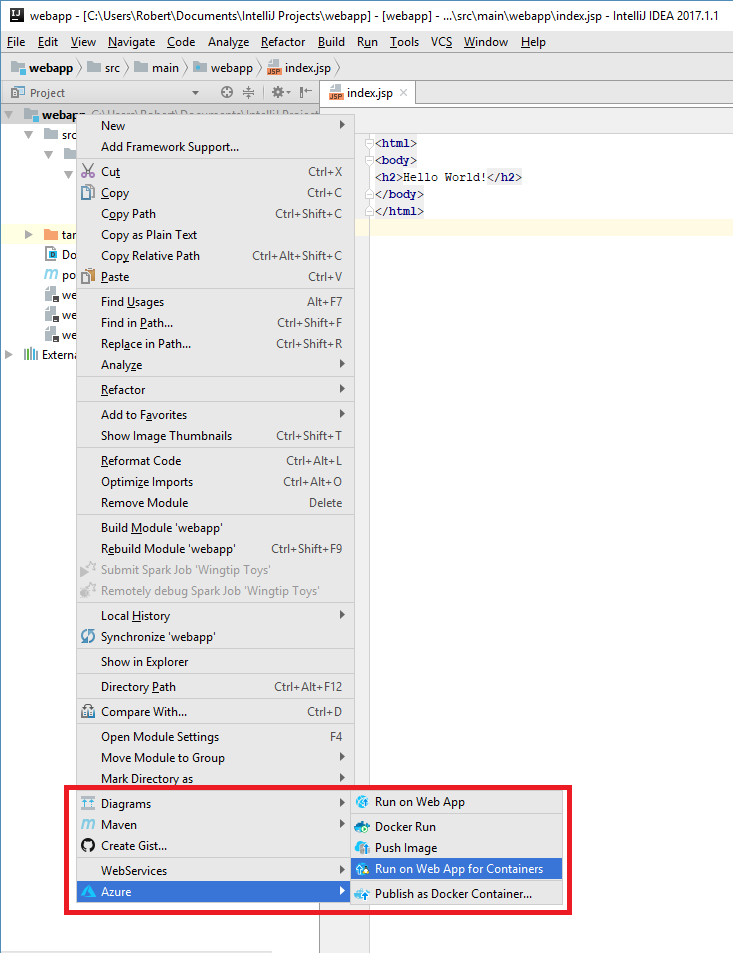 webapp - [C:\Users\Robert\Documents\IntelliJ Projects\webapp] - [webapp] - ...\src\main\webapp\index.jsp - IntelliJ IDEA 2017.1.1
File Edit View Navigate Code Analyze Refactor Build Run Tools VCS Window Help
webapp src main webapp index.jsp
Project
index.jsp
webapp C:\Users\Robert\Documents\IntelliJ Projects\webapp
src
tar
Do
po
we
we
we
Externa
<html>
<body>
<h2>Hello World!</h2>
</body>
</html>
New
Add Framework Support...
Cut Ctrl+X
Copy Ctrl+C
Copy Path Ctrl+Shift+C
Copy as Plain Text
Copy Relative Path Ctrl+Alt+Shift+C
Paste Ctrl+V
Find Usages Alt+F7
Find in Path... Ctrl+Shift+F
Replace in Path... Ctrl+Shift+R
Analyze
Refactor
Add to Favorites
Show Image Thumbnails Ctrl+Shift+T
Reformat Code Ctrl+Alt+L
Optimize Imports Ctrl+Alt+O
Remove Module Delete
Build Module 'webapp'
Rebuild Module 'webapp' Ctrl+Shift+F9
Submit Spark Job 'Wingtip Toys'
Remotely debug Spark Job 'Wingtip Toys'
Local History
Synchronize 'webapp'
Show in Explorer
Directory Path Ctrl+Alt+F12
Compare With... Ctrl+D
Open Module Settings F4
Move Module to Group
Mark Directory as
Diagrams
Maven
Create Gist...
WebServices
Azure
Run on Web App
Docker Run
Push Image
Run on Web App for Containers
Publish as Docker Container...